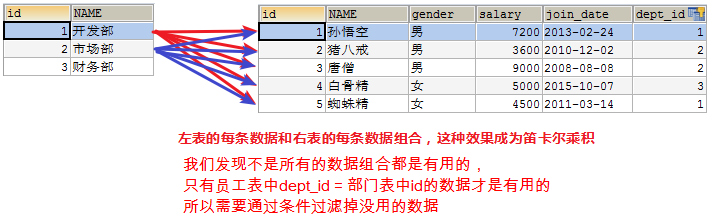 id NAME
1 开发部
2 市场部
3 财务部
id NAME gender salary join_date dept_id
1 孙悟空 男 7200 2013-02-24 1
2 猪八戒 男 3600 2010-12-02 2
3 唐僧 男 9000 2008-08-08 2
4 白骨精 女 5000 2015-10-07 3
5 蜘蛛精 女 4500 2011-03-14 1
左表的每条数据和右表的每条数据组合，这种效果成为笛卡尔乘积
我们发现不是所有的数据组合都是有用的，
只有员工表中dept_id = 部门表中id的数据才是有用的
所以需要通过条件过滤掉没用的数据